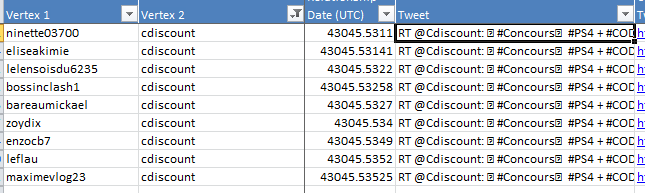 Vertex 1 Vertex 2 Date (UTC) Tweet
ninette03700 cdiscount 43045.5311 RT @Cdiscount: #Concours #PS4 + #COD
eliseakimie cdiscount 43045.53141 RT @Cdiscount: #Concours #PS4 + #COD
lelensoisdu6235 cdiscount 43045.5322 RT @Cdiscount: #Concours #PS4 + #COD
bossinclash1 cdiscount 43045.53258 RT @Cdiscount: #Concours #PS4 + #COD
bareaumickael cdiscount 43045.5327 RT @Cdiscount: #Concours #PS4 + #COD
zoydix cdiscount 43045.534 RT @Cdiscount: #Concours #PS4 + #COD
enzocb7 cdiscount 43045.5349 RT @Cdiscount: #Concours #PS4 + #COD
leflau cdiscount 43045.5352 RT @Cdiscount: #Concours #PS4 + #COD
maximevlog23 cdiscount 43045.53525 RT @Cdiscount: #Concours #PS4 + #COD